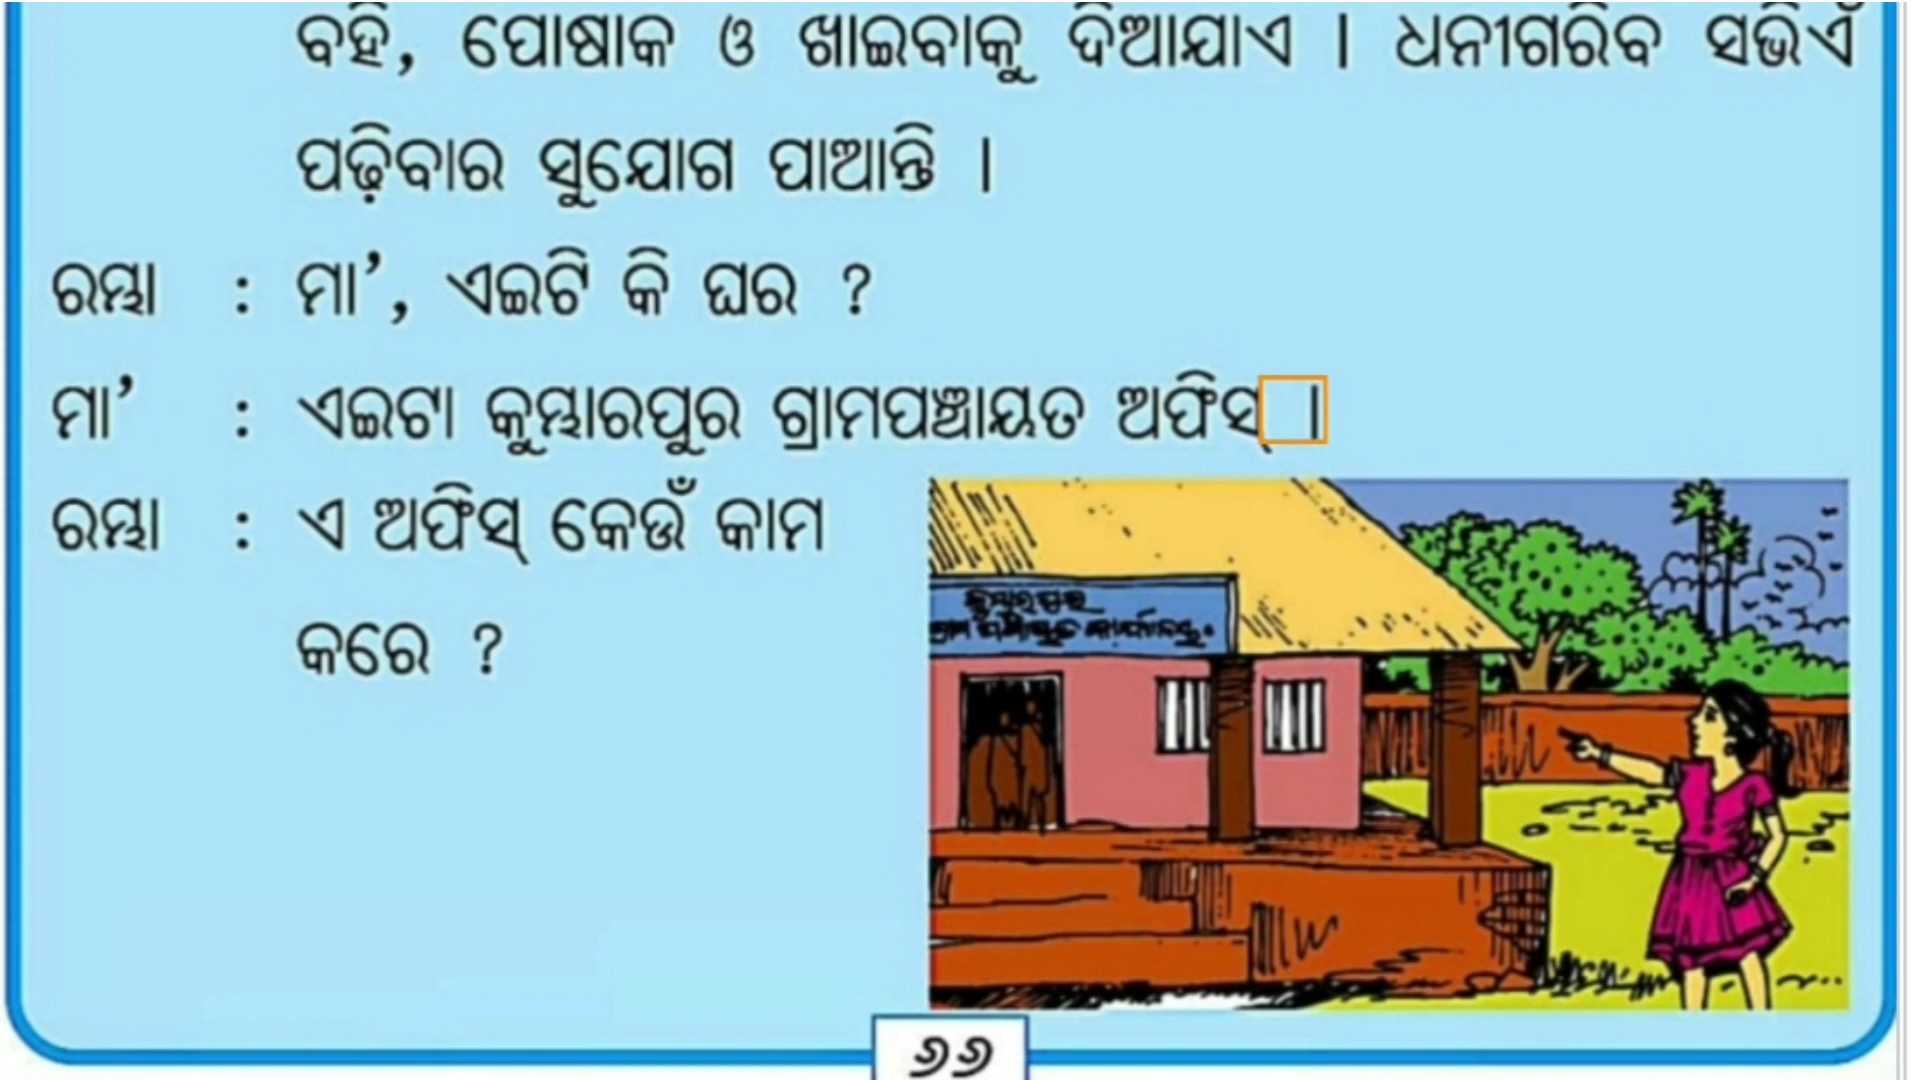 ବହି, ପୋଷାକ ଓ ଖାଇବାକୁ ଦିଆଯାଏ । ଧନୀଗରିବ ସଭିଏଁ
ପଢ଼ିବାର ସୁଯୋଗ ପାଆନ୍ତି ।
ରମ୍ଭା : ମା’, ଏଇଟି କି ଘର ?
ମା’ : ଏଇଟା କୁମ୍ଭାରପୁର ଗ୍ରାମପଞ୍ଚାୟତ ଅଫିସ୍ ।
ରମ୍ଭା : ଏ ଅଫିସ୍ କେଉଁ କାମ
କରେ ?
୬୬